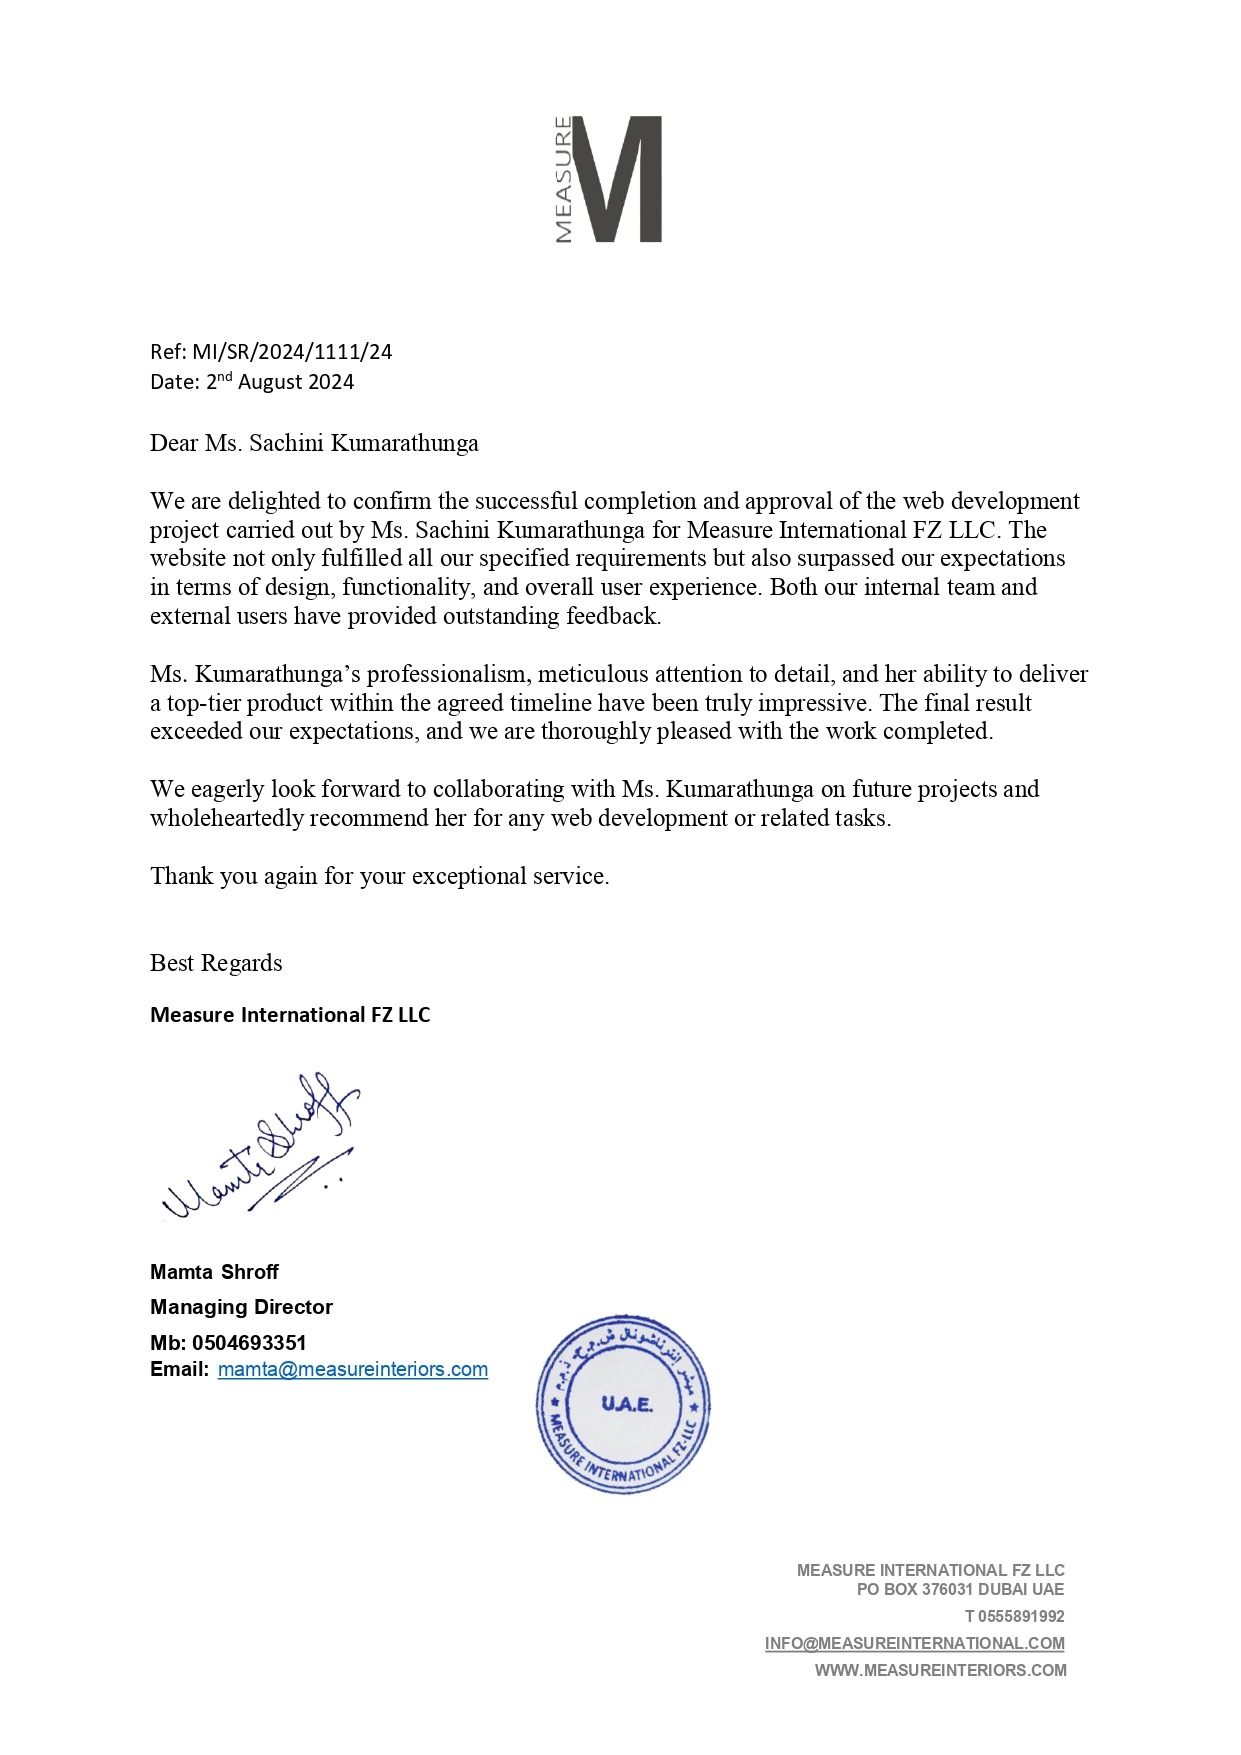 MEASURE
M
Ref: MI/SR/2024/1111/24
Date: 2nd August 2024
Dear Ms. Sachini Kumarathunga
We are delighted to confirm the successful completion and approval of the web development
project carried out by Ms. Sachini Kumarathunga for Measure International FZ LLC. The
website not only fulfilled all our specified requirements but also surpassed our expectations
in terms of design, functionality, and overall user experience. Both our internal team and
external users have provided outstanding feedback.
Ms. Kumarathunga’s professionalism, meticulous attention to detail, and her ability to deliver
a top-tier product within the agreed timeline have been truly impressive. The final result
exceeded our expectations, and we are thoroughly pleased with the work completed.
We eagerly look forward to collaborating with Ms. Kumarathunga on future projects and
wholeheartedly recommend her for any web development or related tasks.
Thank you again for your exceptional service.
Best Regards
Measure International FZ LLC
Mamta Shroff
Mamta Shroff
Managing Director
Mb: 0504693351
Email: mamta@measureinteriors.com
ميشر إنترناشونال ش.م.ح. ذ.م.م
U.A.E.
MEASURE INTERNATIONAL FZ-LLC
MEASURE INTERNATIONAL FZ LLC
PO BOX 376031 DUBAI UAE
T 0555891992
INFO@MEASUREINTERNATIONAL.COM
WWW.MEASUREINTERIORS.COM